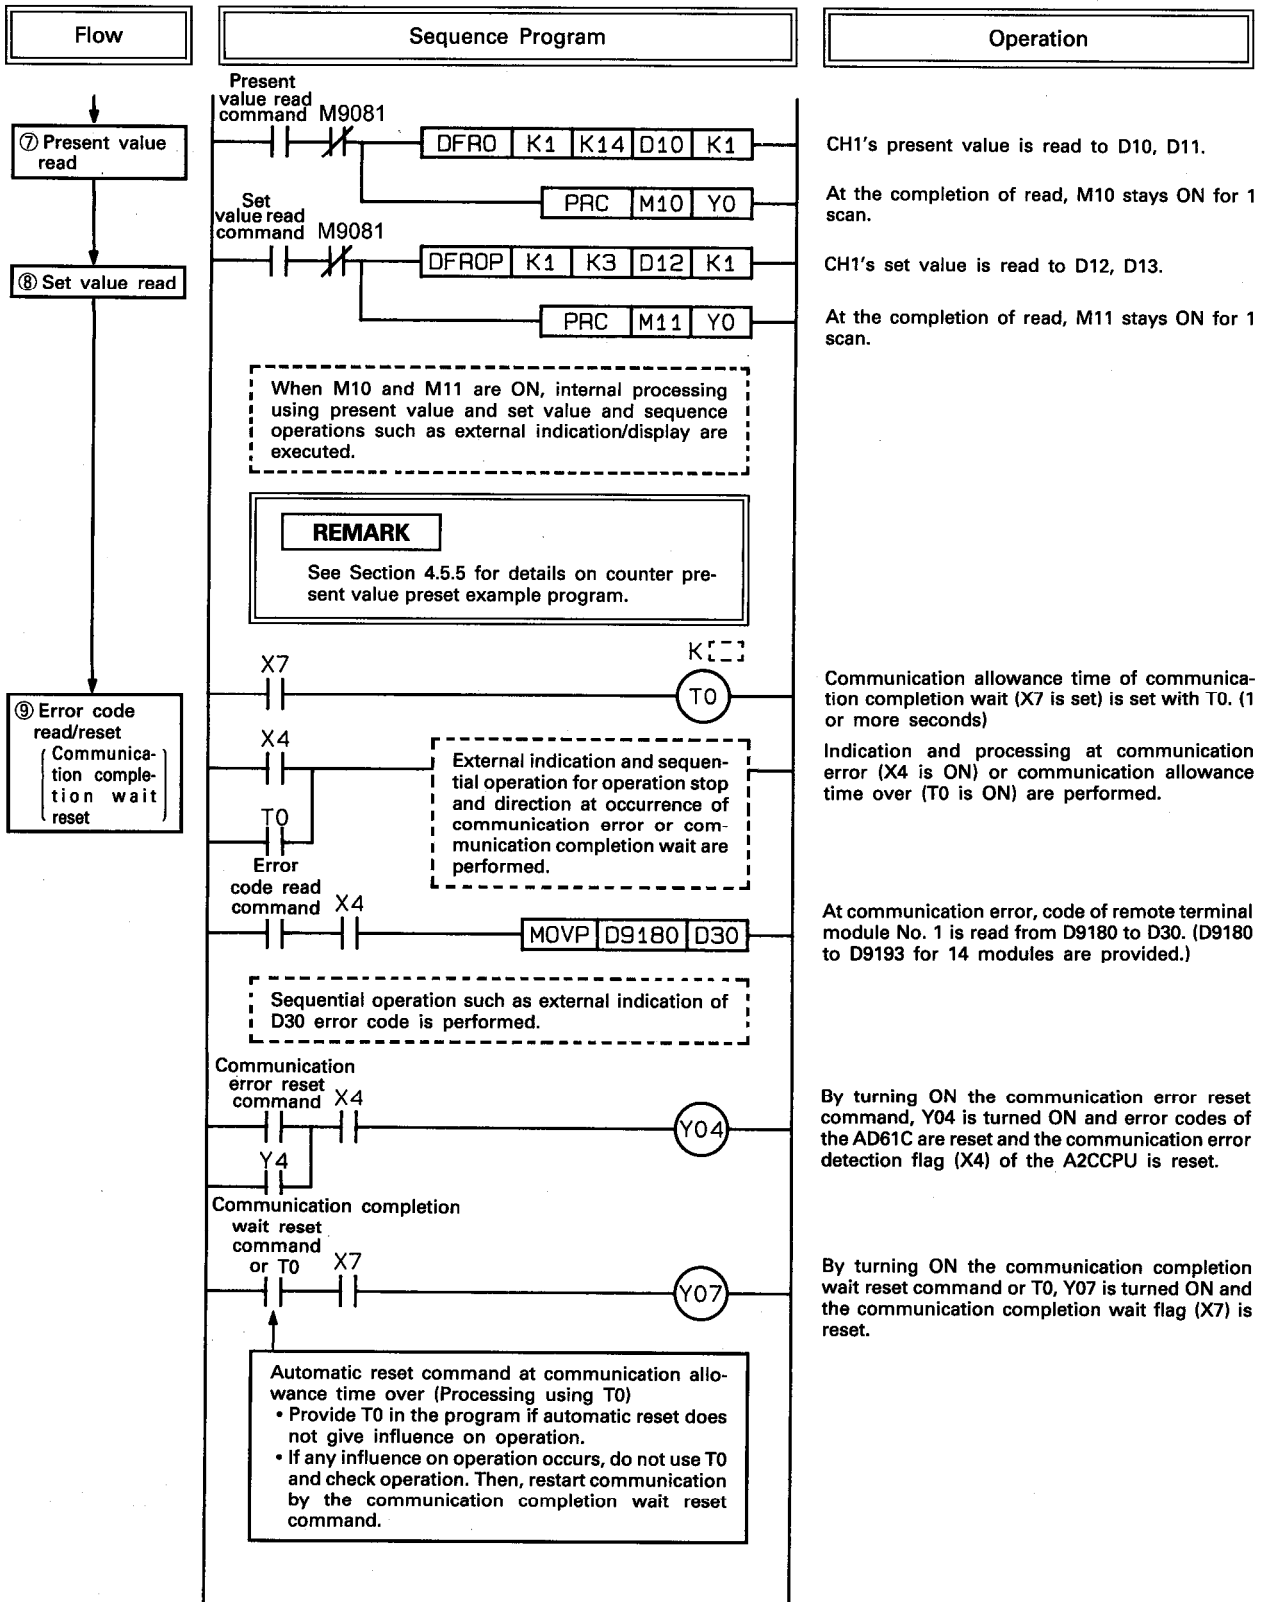 Flow
Sequence Program
Operation
Present
value read
command M9081
⑦ Present value
read
DFRO K1 K14 D10 K1
CH1's present value is read to D10, D11.
PRC M10 Y0
At the completion of read, M10 stays ON for 1
scan.
Set
value read
command M9081
⑧ Set value read
DFROP K1 K3 D12 K1
CH1's set value is read to D12, D13.
PRC M11 Y0
At the completion of read, M11 stays ON for 1
scan.
When M10 and M11 are ON, internal processing
using present value and set value and sequence
operations such as external indication/display are
executed.
REMARK
See Section 4.5.5 for details on counter pre-
sent value preset example program.
⑨ Error code
read/reset
Communica-
tion comple-
tion wait
reset
X7
K
T0
Communication allowance time of communica-
tion completion wait (X7 is set) is set with T0. (1
or more seconds)
X4
T0
External indication and sequen-
tial operation for operation stop
and direction at occurrence of
communication error or com-
munication completion wait are
performed.
Indication and processing at communication
error (X4 is ON) or communication allowance
time over (T0 is ON) are performed.
Error
code read
command X4
MOVP D9180 D30
At communication error, code of remote terminal
module No. 1 is read from D9180 to D30. (D9180
to D9193 for 14 modules are provided.)
Sequential operation such as external indication of
D30 error code is performed.
Communication
error reset
command X4
Y04
Y4
By turning ON the communication error reset
command, Y04 is turned ON and error codes of
the AD61C are reset and the communication error
detection flag (X4) of the A2CCPU is reset.
Communication completion
wait reset
command
or T0 X7
Y07
By turning ON the communication completion
wait reset command or T0, Y07 is turned ON and
the communication completion wait flag (X7) is
reset.
Automatic reset command at communication allo-
wance time over (Processing using T0)
• Provide T0 in the program if automatic reset does
not give influence on operation.
• If any influence on operation occurs, do not use T0
and check operation. Then, restart communication
by the communication completion wait reset
command.